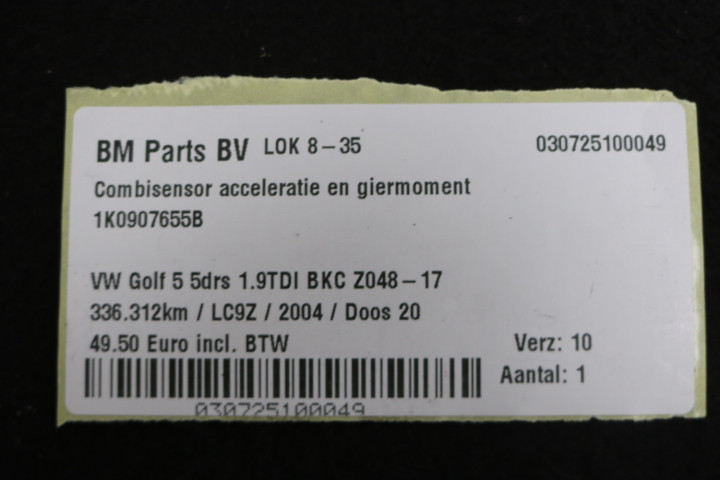 BM Parts BV LOK 8-35 030725100049
Combisensor acceleratie en giermoment
1K0907655B
VW Golf 5 5drs 1.9TDI BKC Z048-17
336.312km / LC9Z / 2004 / Doos 20
49.50 Euro incl. BTW Verz: 10
Aantal: 1
030725100049